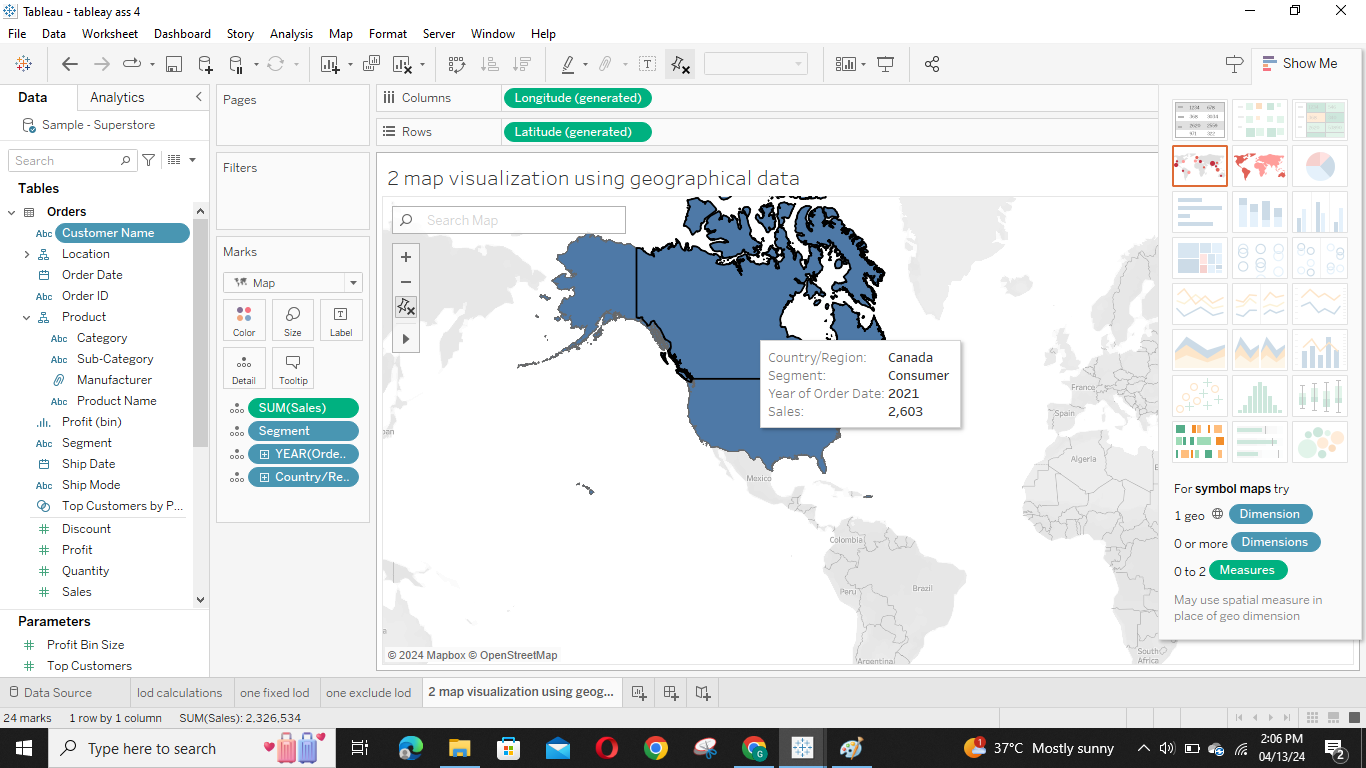 Tableau - tableay ass 4
File Data Worksheet Dashboard Story Analysis Map Format Server Window Help
Show Me
Data Analytics
Sample - Superstore
Search
Tables
Orders
Abc Customer Name
Location
Order Date
Abc Order ID
Product
Abc Category
Abc Sub-Category
Manufacturer
Abc Product Name
Profit (bin)
Abc Segment
Ship Date
Abc Ship Mode
Top Customers by P...
Discount
Profit
Quantity
Sales
Parameters
Profit Bin Size
Top Customers
Pages
Filters
Marks
Map
Color Size Label
Detail Tooltip
SUM(Sales)
Segment
YEAR(Orde..
Country/Re..
Columns Longitude (generated)
Rows Latitude (generated)
2 map visualization using geographical data
Search Map
Country/Region: Canada
Segment: Consumer
Year of Order Date: 2021
Sales: 2,603
France
Spain
Algeria
Mexico
Colombia
Peru
Brazil
Argentina
South
Africa
© 2024 Mapbox © OpenStreetMap
For symbol maps try
1 geo Dimension
0 or more Dimensions
0 to 2 Measures
May use spatial measure in
place of geo dimension
Data Source lod calculations one fixed lod one exclude lod 2 map visualization using geog...
24 marks 1 row by 1 column SUM(Sales): 2,326,534
Type here to search
37°C Mostly sunny
2:06 PM
04/13/24